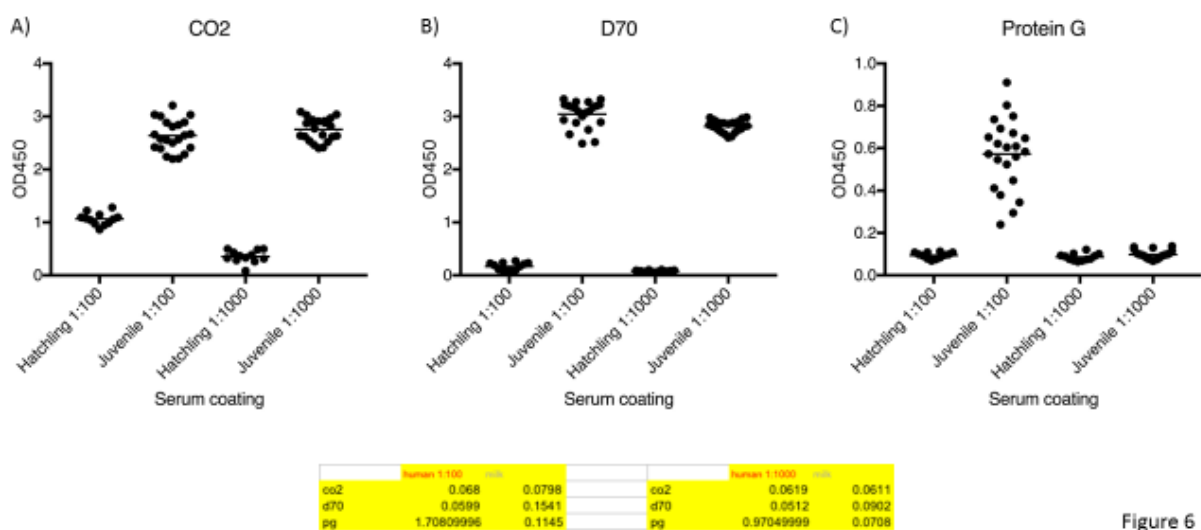 A)
CO2
OD450
4
3
2
1
0
Hatchling 1:100
Juvenile 1:100
Hatchling 1:1000
Juvenile 1:1000
Serum coating
B)
D70
OD450
4
3
2
1
0
Hatchling 1:100
Juvenile 1:100
Hatchling 1:1000
Juvenile 1:1000
Serum coating
C)
Protein G
OD450
1.0
0.8
0.6
0.4
0.2
0.0
Hatchling 1:100
Juvenile 1:100
Hatchling 1:1000
Juvenile 1:1000
Serum coating
human 1:100 milk human 1:1000 milk
co2 0.068 0.0798 co2 0.0619 0.0611
d70 0.0599 0.1541 d70 0.0512 0.0902
pg 1.70809996 0.1145 pg 0.97049999 0.0708
Figure 6